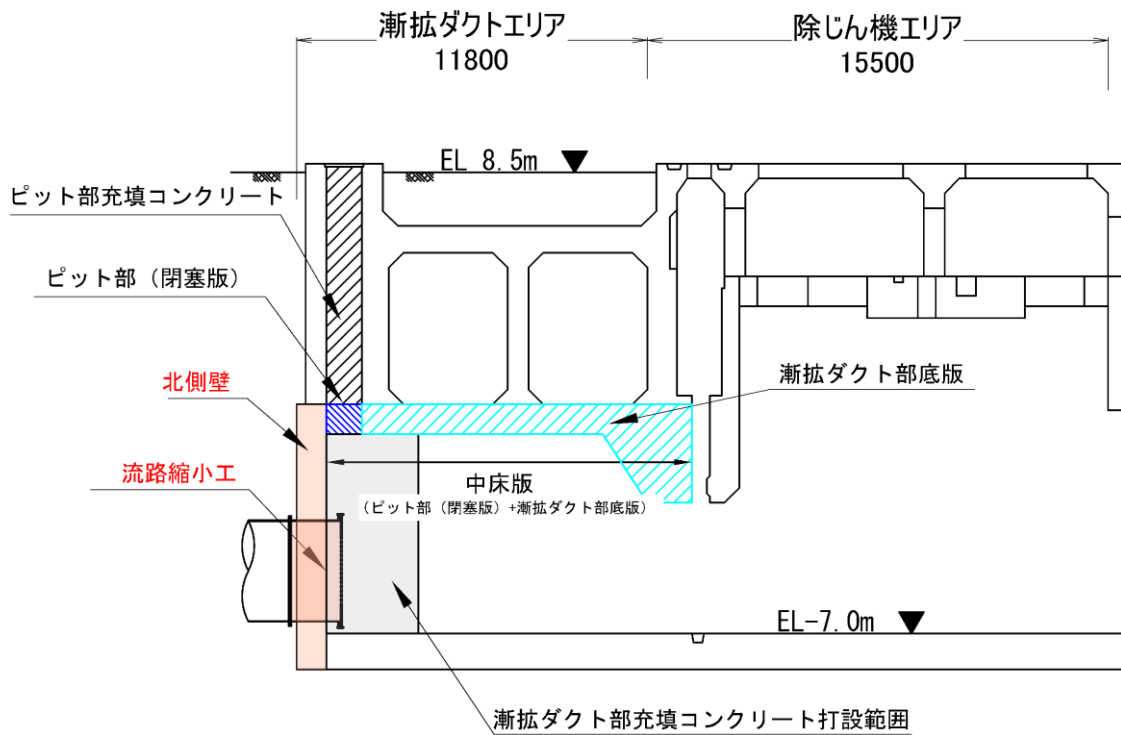 漸拡ダクトエリア
11800
除じん機エリア
15500
EL 8.5m
ピット部充填コンクリート
ピット部（閉塞版）
北側壁
漸拡ダクト部底版
流路縮小工
中床版
（ピット部（閉塞版）+漸拡ダクト部底版）
EL-7.0m
漸拡ダクト部充填コンクリート打設範囲